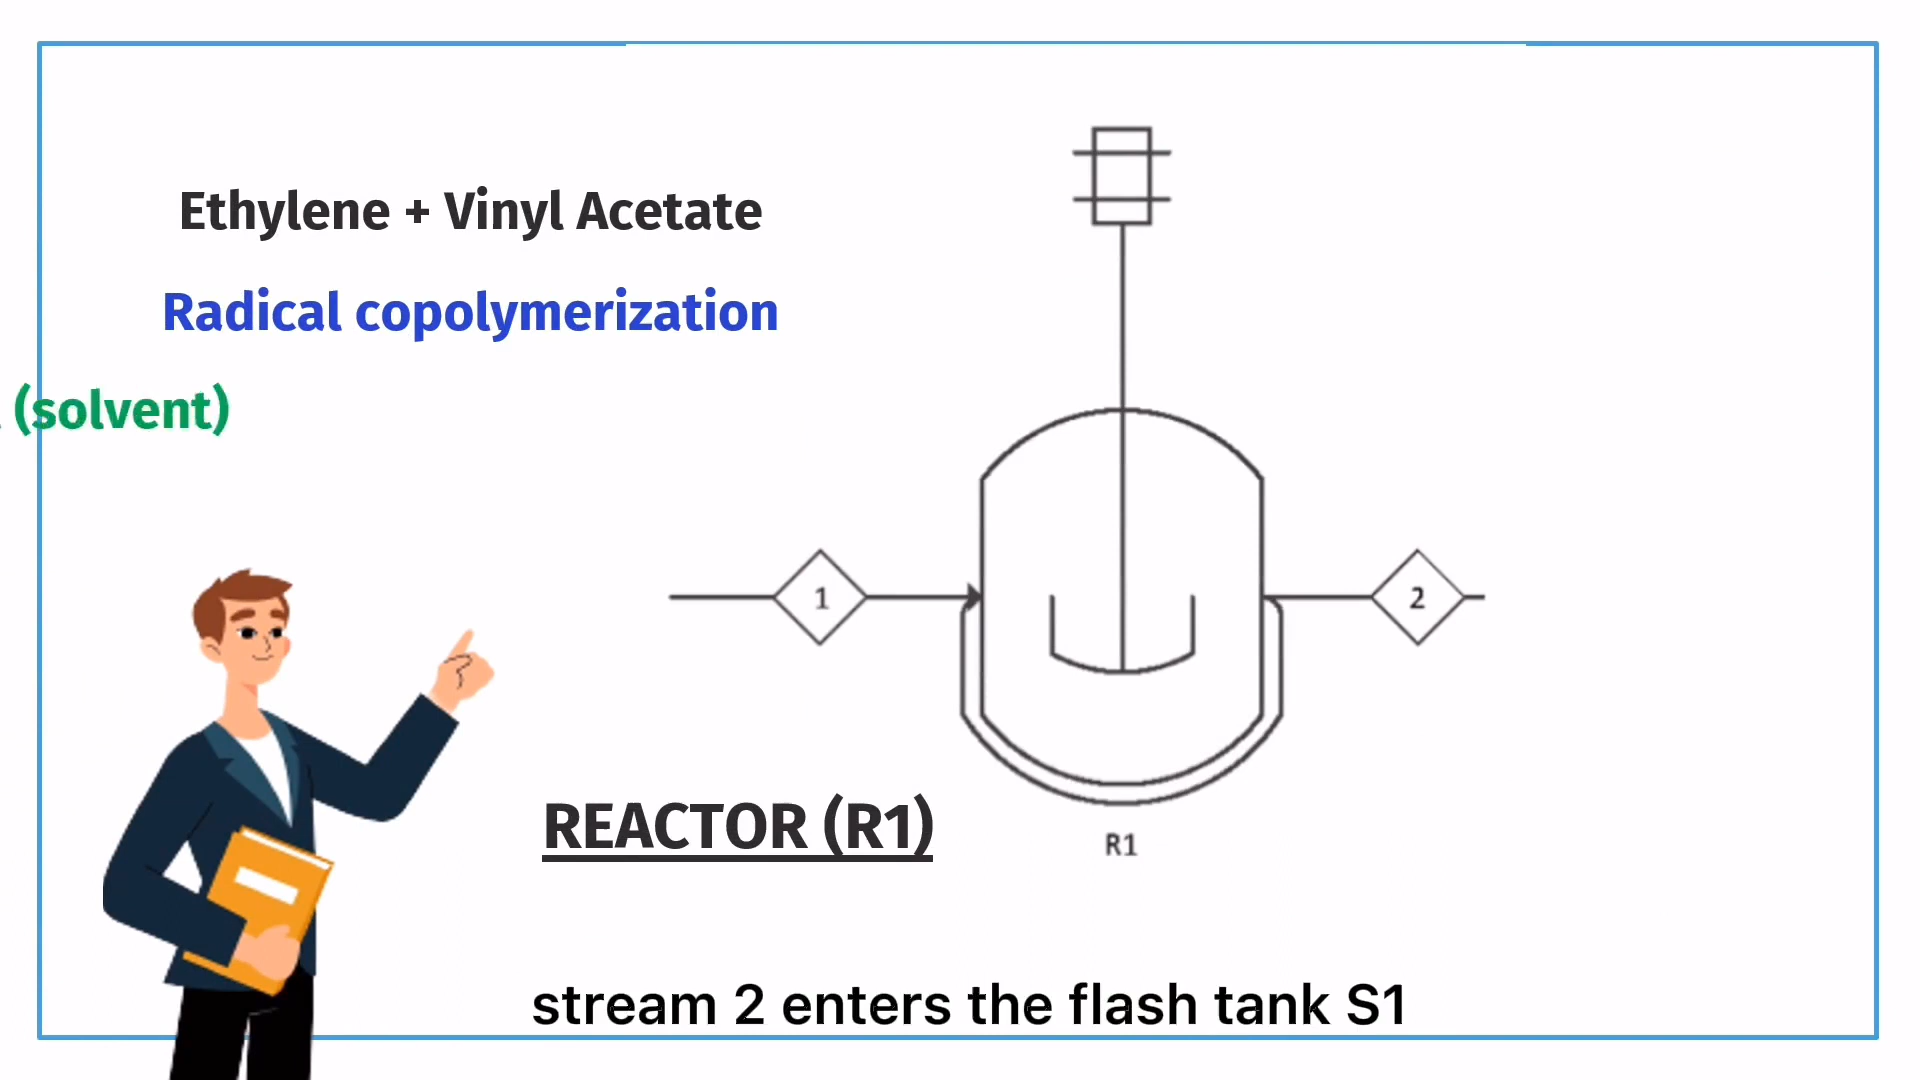 Ethylene + Vinyl Acetate
Radical copolymerization
(solvent)
1
2
REACTOR (R1)
R1
stream 2 enters the flash tank S1